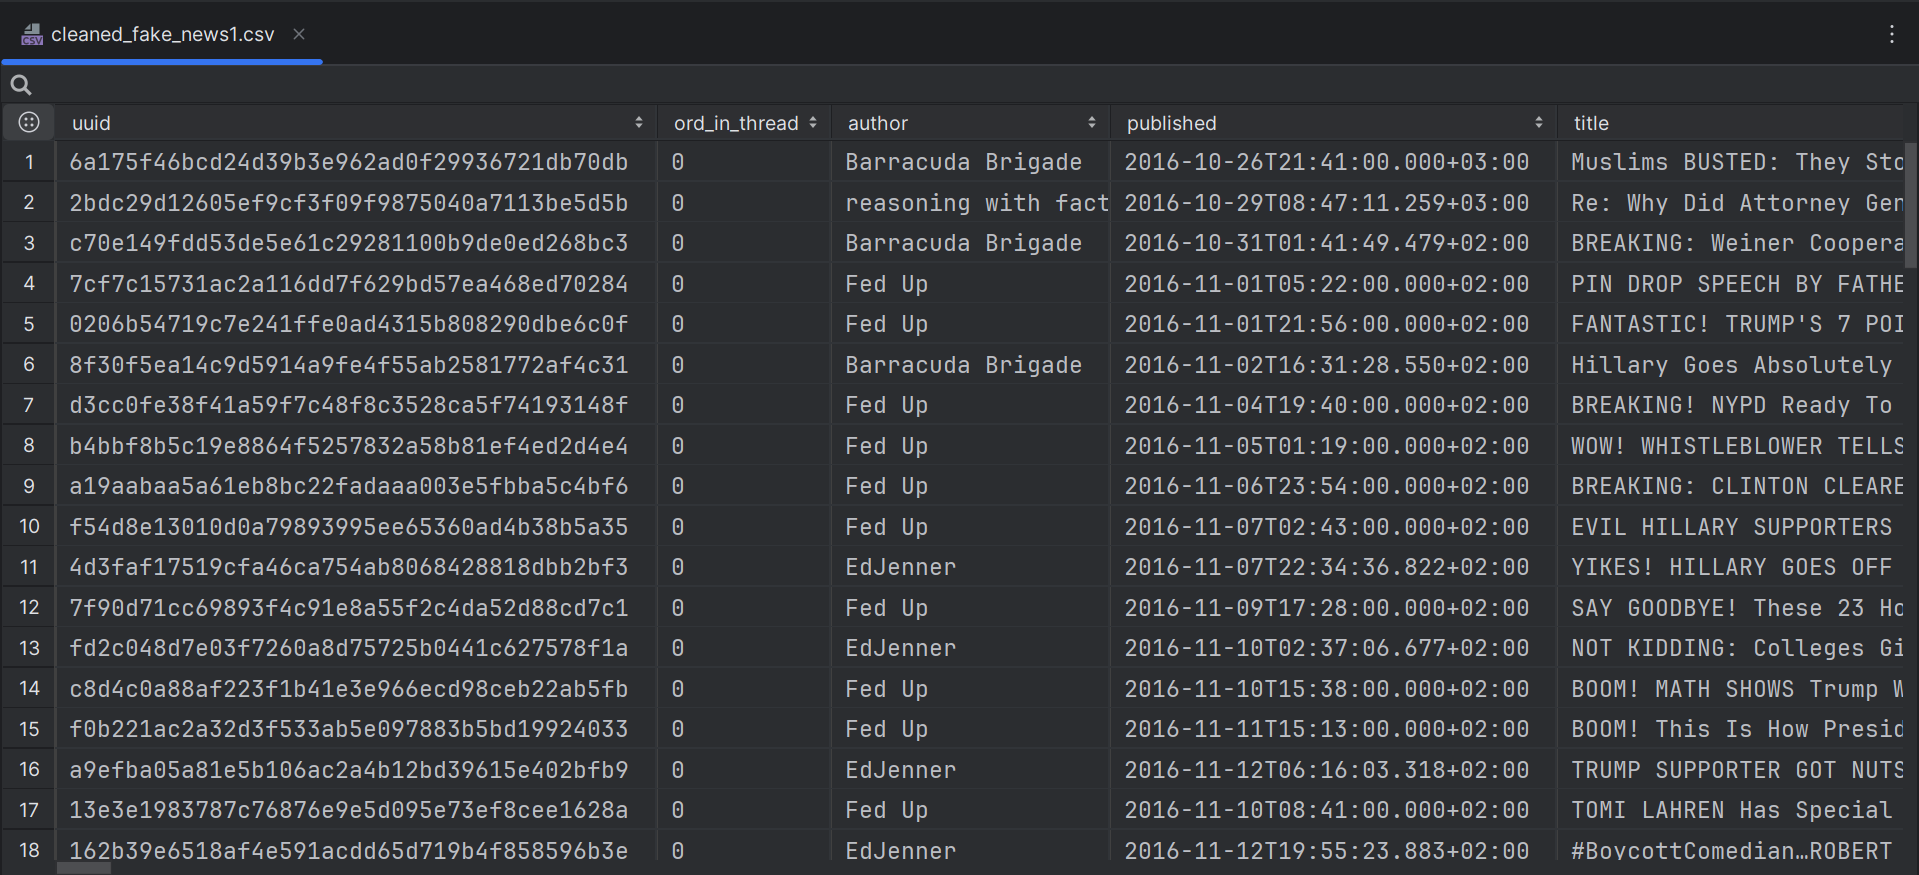 cleaned_fake_news1.csv
uuid ord_in_thread author published title
1 6a175f46bcd24d39b3e962ad0f29936721db70db 0 Barracuda Brigade 2016-10-26T21:41:00.000+03:00 Muslims BUSTED: They Sto
2 2bdc29d12605ef9cf3f09f9875040a7113be5d5b 0 reasoning with fact 2016-10-29T08:47:11.259+03:00 Re: Why Did Attorney Gen
3 c70e149fdd53de5e61c29281100b9de0ed268bc3 0 Barracuda Brigade 2016-10-31T01:41:49.479+02:00 BREAKING: Weiner Coopera
4 7cf7c15731ac2a116dd7f629bd57ea468ed70284 0 Fed Up 2016-11-01T05:22:00.000+02:00 PIN DROP SPEECH BY FATHE
5 0206b54719c7e241ffe0ad4315b808290dbe6c0f 0 Fed Up 2016-11-01T21:56:00.000+02:00 FANTASTIC! TRUMP'S 7 POI
6 8f30f5ea14c9d5914a9fe4f55ab2581772af4c31 0 Barracuda Brigade 2016-11-02T16:31:28.550+02:00 Hillary Goes Absolutely
7 d3cc0fe38f41a59f7c48f8c3528ca5f74193148f 0 Fed Up 2016-11-04T19:40:00.000+02:00 BREAKING! NYPD Ready To
8 b4bbf8b5c19e8864f5257832a58b81ef4ed2d4e4 0 Fed Up 2016-11-05T01:19:00.000+02:00 WOW! WHISTLEBLOWER TELLS
9 a19aabaa5a61eb8bc22fadaaa003e5fbba5c4bf6 0 Fed Up 2016-11-06T23:54:00.000+02:00 BREAKING: CLINTON CLEARE
10 f54d8e13010d0a79893995ee65360ad4b38b5a35 0 Fed Up 2016-11-07T02:43:00.000+02:00 EVIL HILLARY SUPPORTERS
11 4d3faf17519cfa46ca754ab8068428818dbb2bf3 0 EdJenner 2016-11-07T22:34:36.822+02:00 YIKES! HILLARY GOES OFF
12 7f90d71cc69893f4c91e8a55f2c4da52d88cd7c1 0 Fed Up 2016-11-09T17:28:00.000+02:00 SAY GOODBYE! These 23 Ho
13 fd2c048d7e03f7260a8d75725b0441c627578f1a 0 EdJenner 2016-11-10T02:37:06.677+02:00 NOT KIDDING: Colleges Gi
14 c8d4c0a88af223f1b41e3e966ecd98ceb22ab5fb 0 Fed Up 2016-11-10T15:38:00.000+02:00 BOOM! MATH SHOWS Trump W
15 f0b221ac2a32d3f533ab5e097883b5bd19924033 0 Fed Up 2016-11-11T15:13:00.000+02:00 BOOM! This Is How Presid
16 a9efba05a81e5b106ac2a4b12bd39615e402bfb9 0 EdJenner 2016-11-12T06:16:03.318+02:00 TRUMP SUPPORTER GOT NUTS
17 13e3e1983787c76876e9e5d095e73ef8cee1628a 0 Fed Up 2016-11-10T08:41:00.000+02:00 TOMI LAHREN Has Special
18 162b39e6518af4e591acdd65d719b4f858596b3e 0 EdJenner 2016-11-12T19:55:23.883+02:00 #BoycottComedian…ROBERT